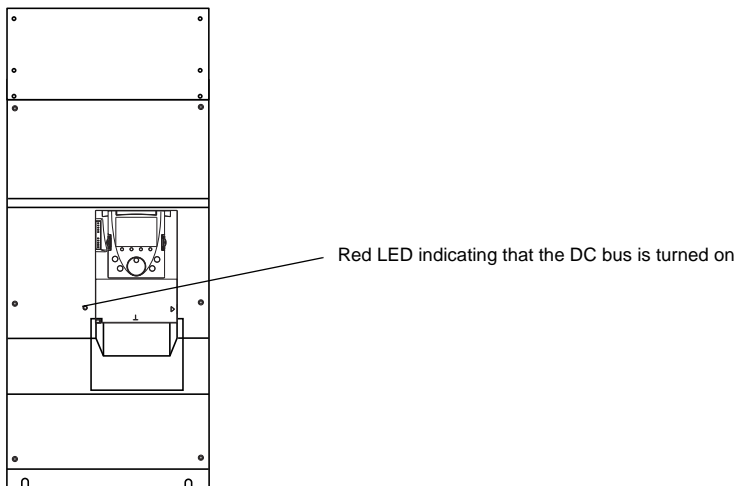 Red LED indicating that the DC bus is turned on